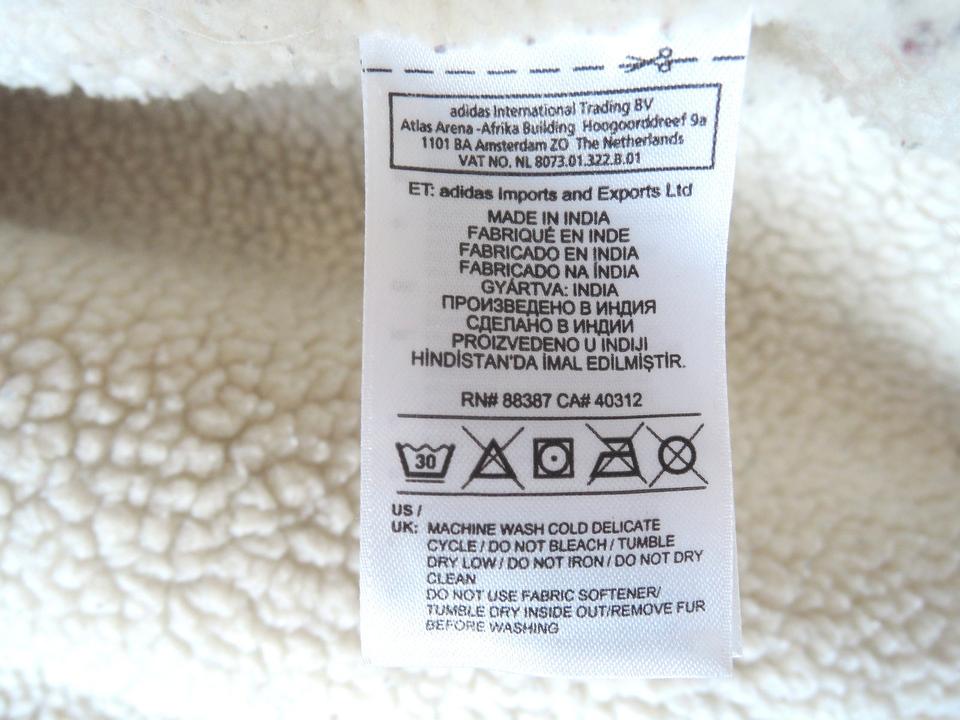 adidas International Trading BV
Atlas Arena -Afrika Building Hoogoorddreef 9a
1101 BA Amsterdam ZO The Netherlands
VAT NO. NL 8073.01.322.B.01
ET: adidas Imports and Exports Ltd
MADE IN INDIA
FABRIQUÉ EN INDE
FABRICADO EN INDIA
FABRICADO NA ÍNDIA
GYÁRTVA: INDIA
ПРОИЗВЕДЕНО В ИНДИЯ
СДЕЛАНО В ИНДИИ
PROIZVEDENO U INDIJI
HİNDİSTAN'DA İMAL EDİLMİŞTİR.
RN# 88387 CA# 40312
30
US /
UK: MACHINE WASH COLD DELICATE
CYCLE / DO NOT BLEACH / TUMBLE
DRY LOW / DO NOT IRON / DO NOT DRY
CLEAN
DO NOT USE FABRIC SOFTENER/
TUMBLE DRY INSIDE OUT/REMOVE FUR
BEFORE WASHING